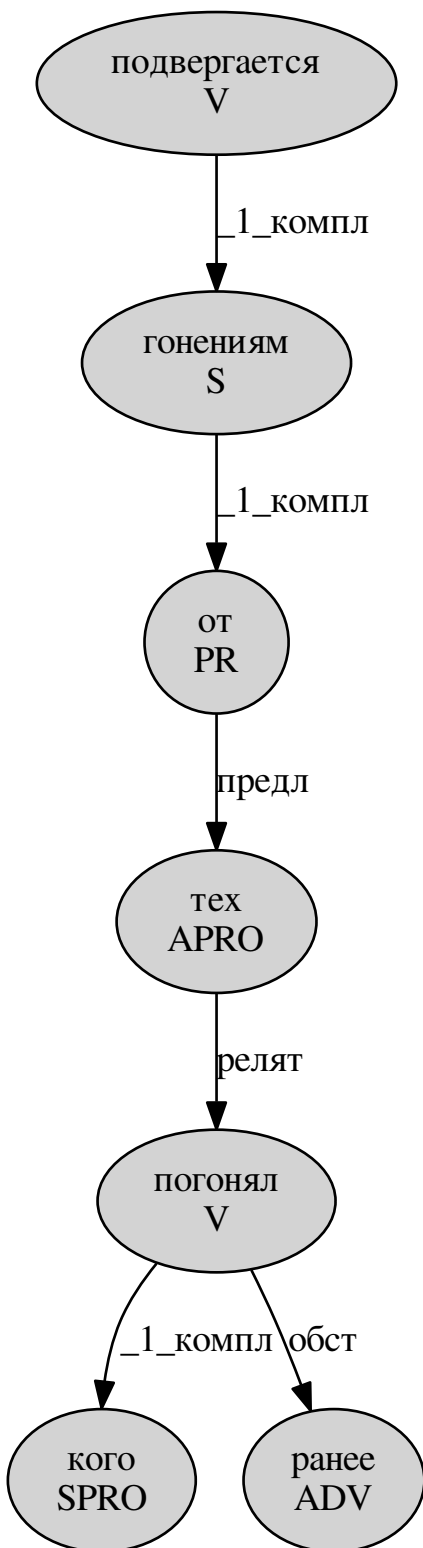 подвергается
V
_1_компл
гонениям
S
_1_компл
от
PR
предл
тех
APRO
релят
погонял
V
_1_компл обст
кого
SPRO
ранее
ADV